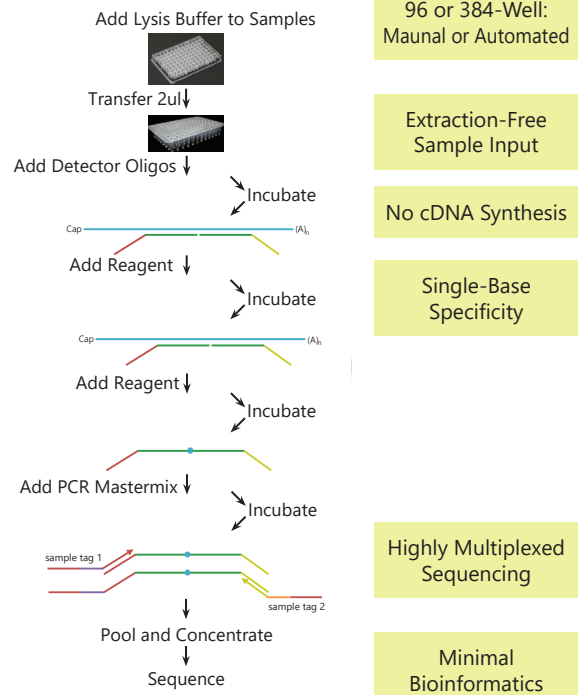 Add Lysis Buffer to Samples
Transfer 2ul
Add Detector Oligos
Incubate
Cap
(A)n
Add Reagent
Incubate
Cap
(A)n
Add Reagent
Incubate
Add PCR Mastermix
Incubate
sample tag 1
sample tag 2
Pool and Concentrate
Sequence
96 or 384-Well:
Maunal or Automated
Extraction-Free
Sample Input
No cDNA Synthesis
Single-Base
Specificity
Highly Multiplexed
Sequencing
Minimal
Bioinformatics